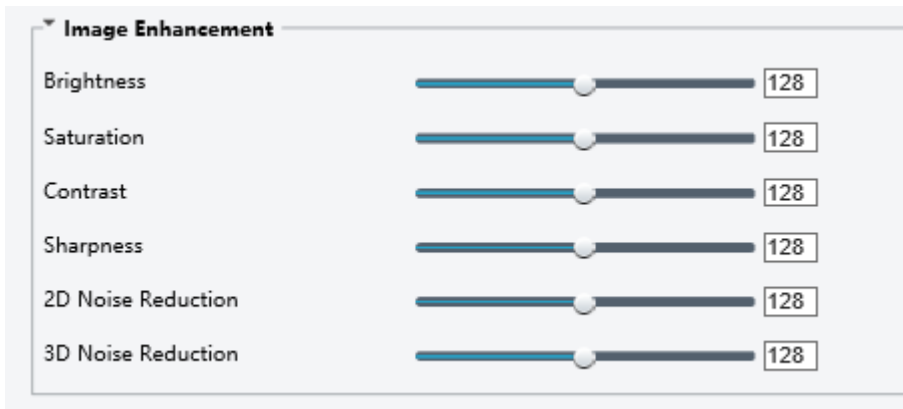 Image Enhancement
Brightness 128
Saturation 128
Contrast 128
Sharpness 128
2D Noise Reduction 128
3D Noise Reduction 128